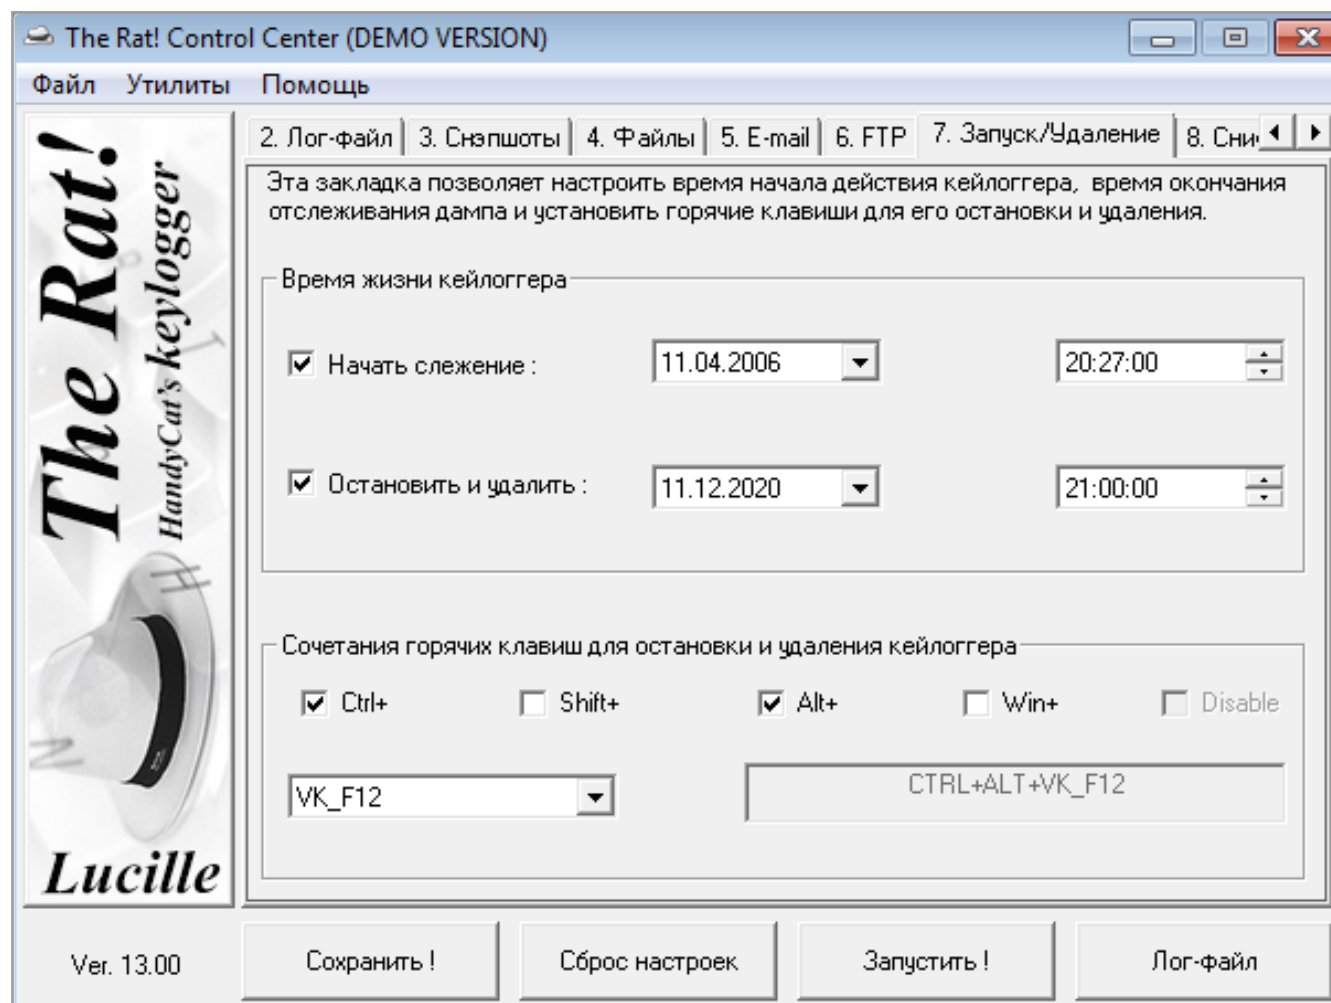 The Rat! Control Center (DEMO VERSION)
Файл Утилиты Помощь
The Rat!
HandyCat's keylogger
Lucille
2. Лог-файл 3. Снэпшоты 4. Файлы 5. E-mail 6. FTP 7. Запуск/Удаление 8.
Эта закладка позволяет настроить время начала действия кейлоггера, время окончания
отслеживания дампа и установить горячие клавиши для его остановки и удаления.
Время жизни кейлоггера
Начать слежение : 11.04.2006 20:27:00
Остановить и удалить : 11.12.2020 21:00:00
Сочетания горячих клавиш для остановки и удаления кейлоггера
Ctrl+ Shift+ Alt+ Win+ Disable
VK_F12 CTRL+ALT+VK_F12
Ver. 13.00 Сохранить ! Сброс настроек Запустить ! Лог-файл